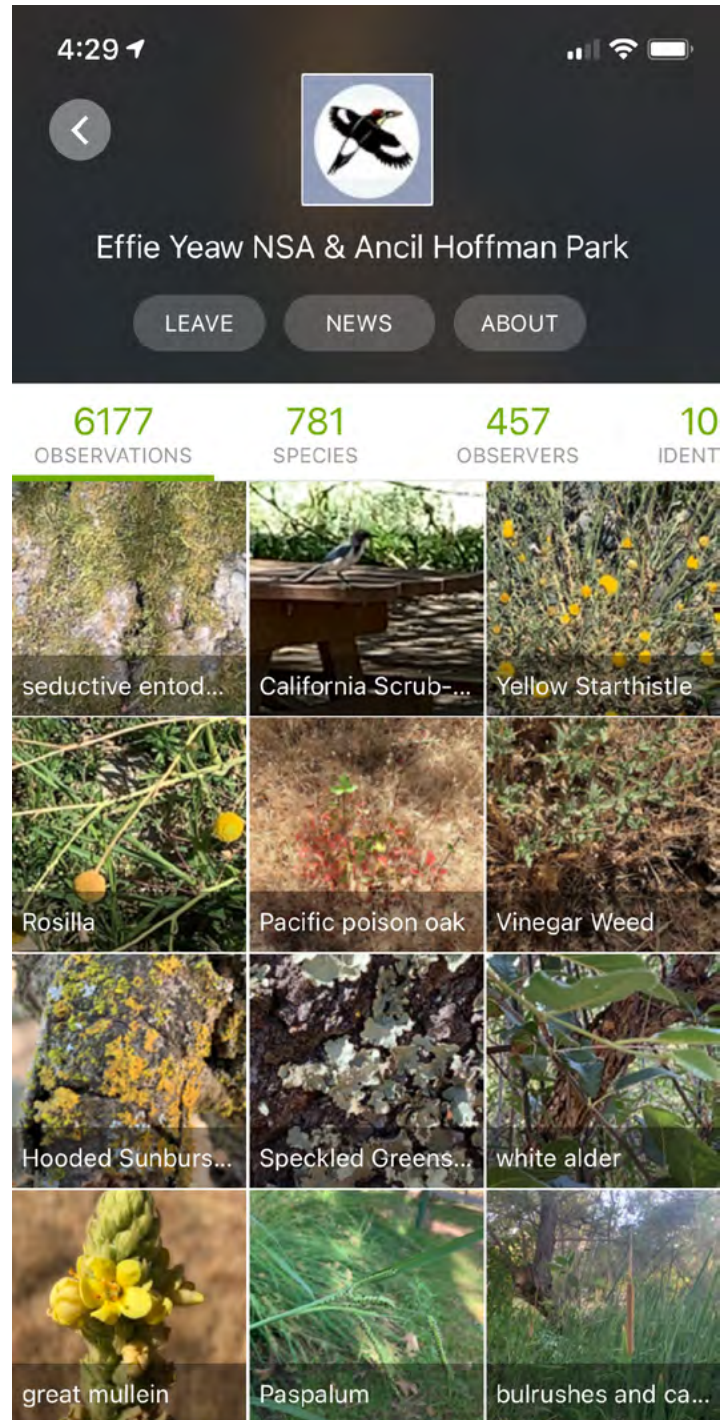 4:29
Effie Yeaw NSA & Ancil Hoffman Park
LEAVE NEWS ABOUT
6177 781 457 10
OBSERVATIONS SPECIES OBSERVERS IDENT
seductive entod... California Scrub-... Yellow Starthistle
Rosilla Pacific poison oak Vinegar Weed
Hooded Sunburs... Speckled Greens... white alder
great mullein Paspalum bulrushes and ca...